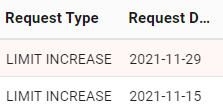 Request Type Request D...
LIMIT INCREASE 2021-11-29
LIMIT INCREASE 2021-11-15